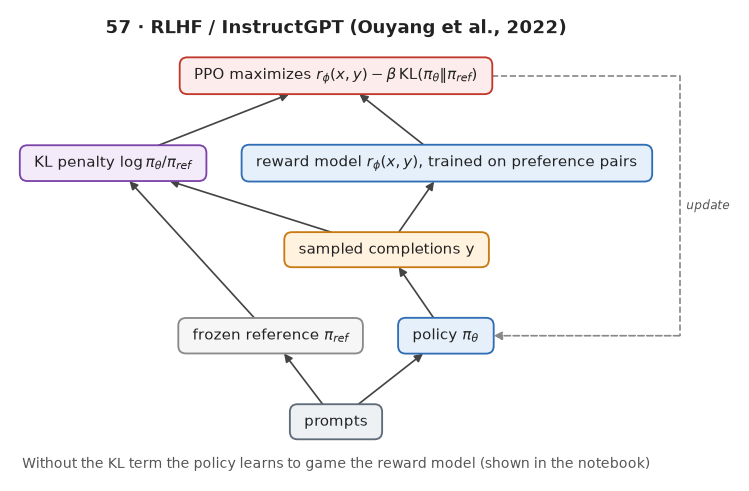 57 · RLHF / InstructGPT (Ouyang et al., 2022)
PPO maximizes r_ϕ(x, y) − β KL(π_θ‖π_ref)
KL penalty log π_θ/π_ref
reward model r_ϕ(x, y), trained on preference pairs
update
sampled completions y
frozen reference π_ref
policy π_θ
prompts
Without the KL term the policy learns to game the reward model (shown in the notebook)